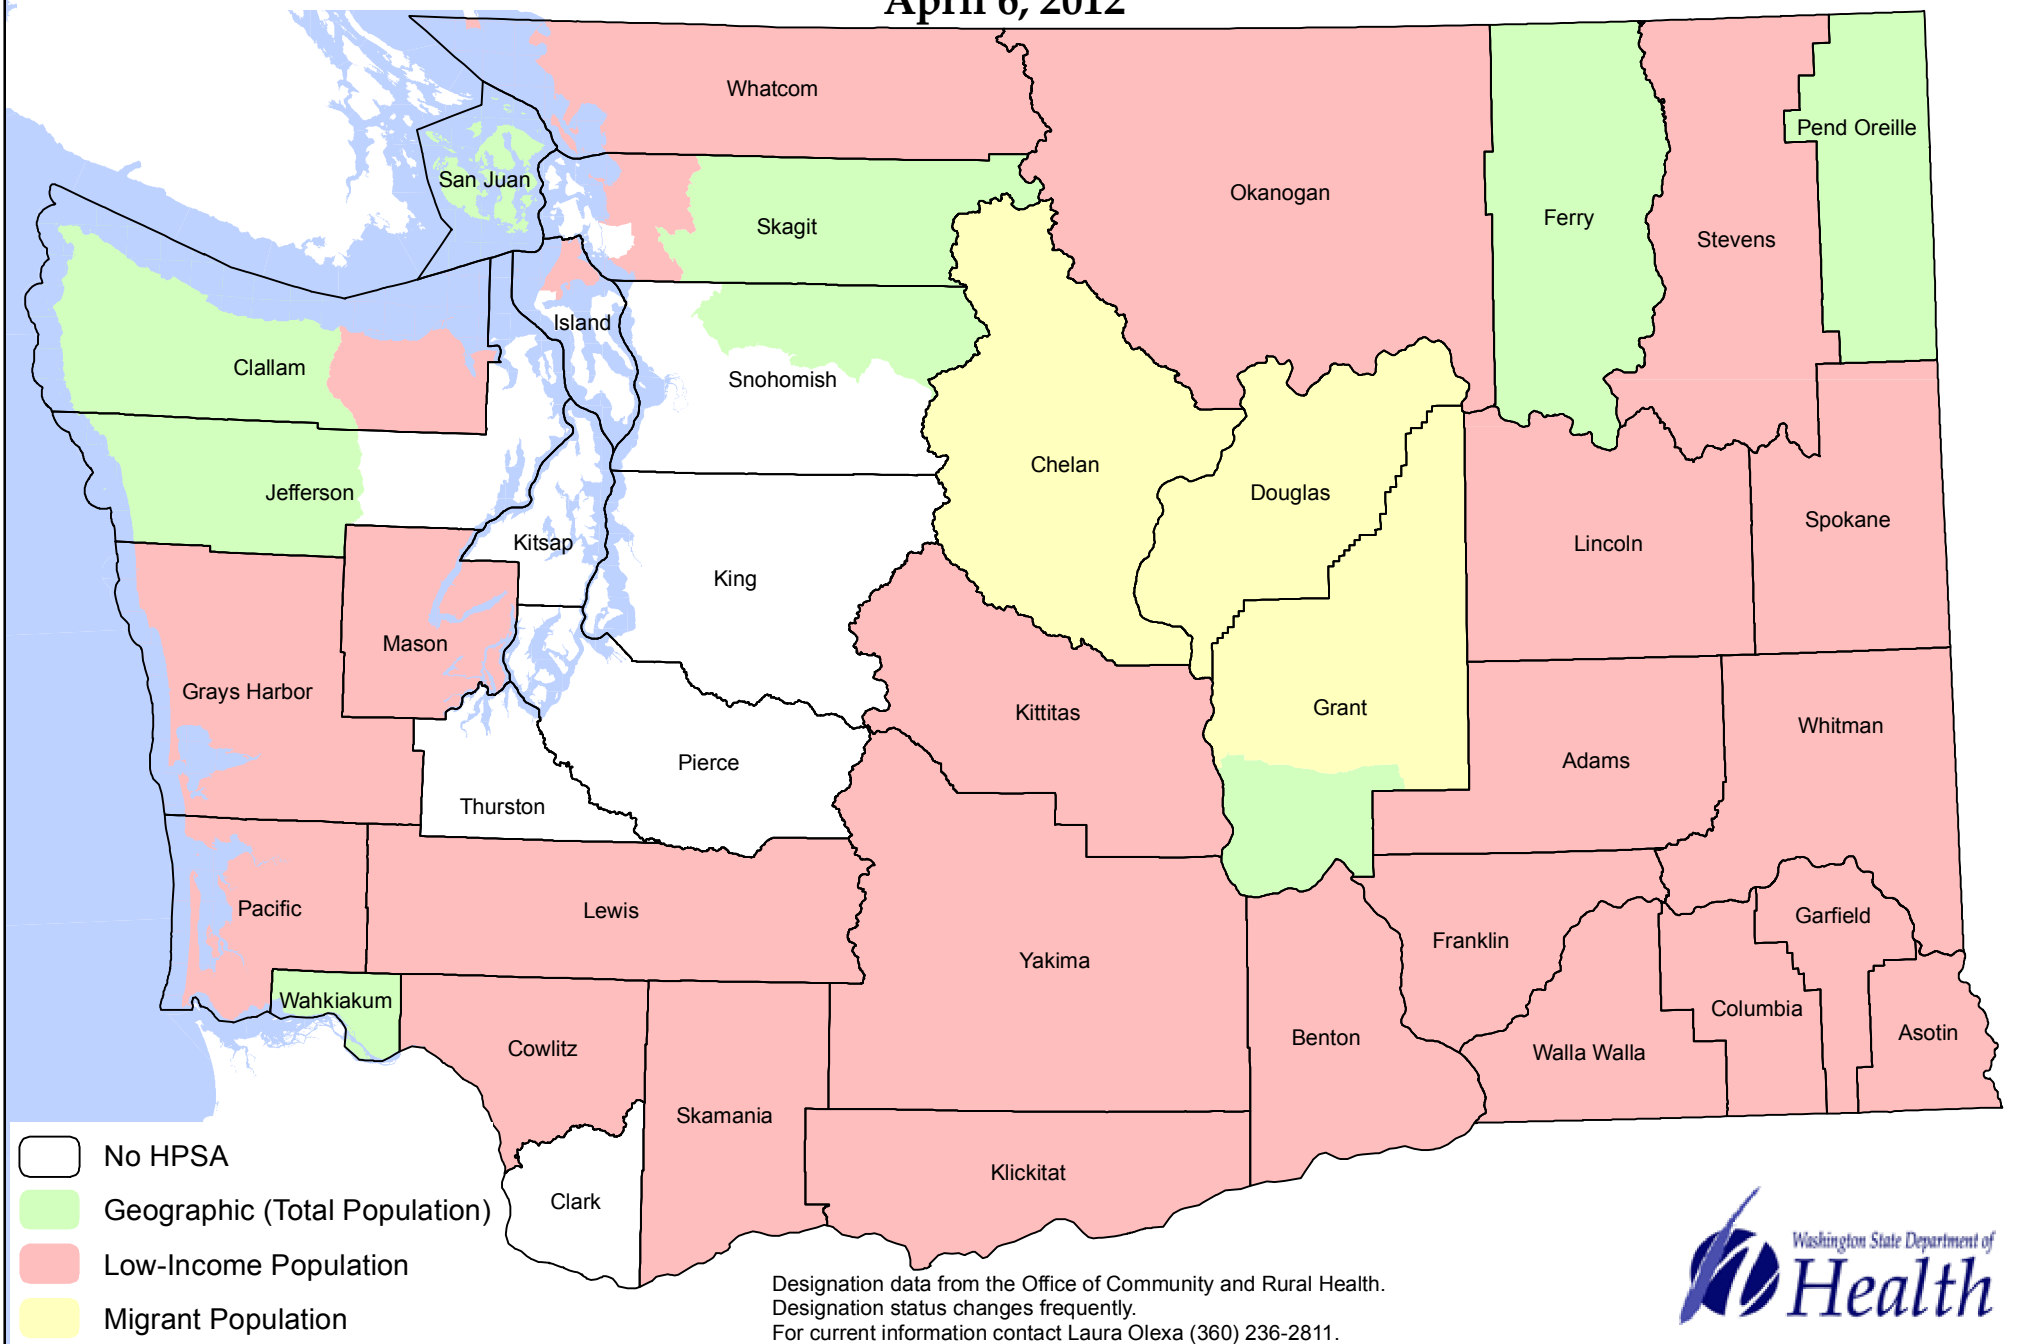 April 6, 2012
Whatcom
Pend Oreille
San Juan
Okanogan
Skagit
Ferry
Stevens
Island
Clallam
Snohomish
Chelan
Douglas
Jefferson
Spokane
Kitsap
Lincoln
King
Mason
Grays Harbor
Grant
Kittitas
Whitman
Pierce
Adams
Thurston
Pacific
Lewis
Garfield
Franklin
Yakima
Wahkiakum
Columbia
Asotin
Benton
Cowlitz
Walla Walla
Skamania
Klickitat
Clark
No HPSA
Geographic (Total Population)
Low-Income Population
Migrant Population
Designation data from the Office of Community and Rural Health.
Designation status changes frequently.
For current information contact Laura Olexa (360) 236-2811.
Washington State Department of
Health